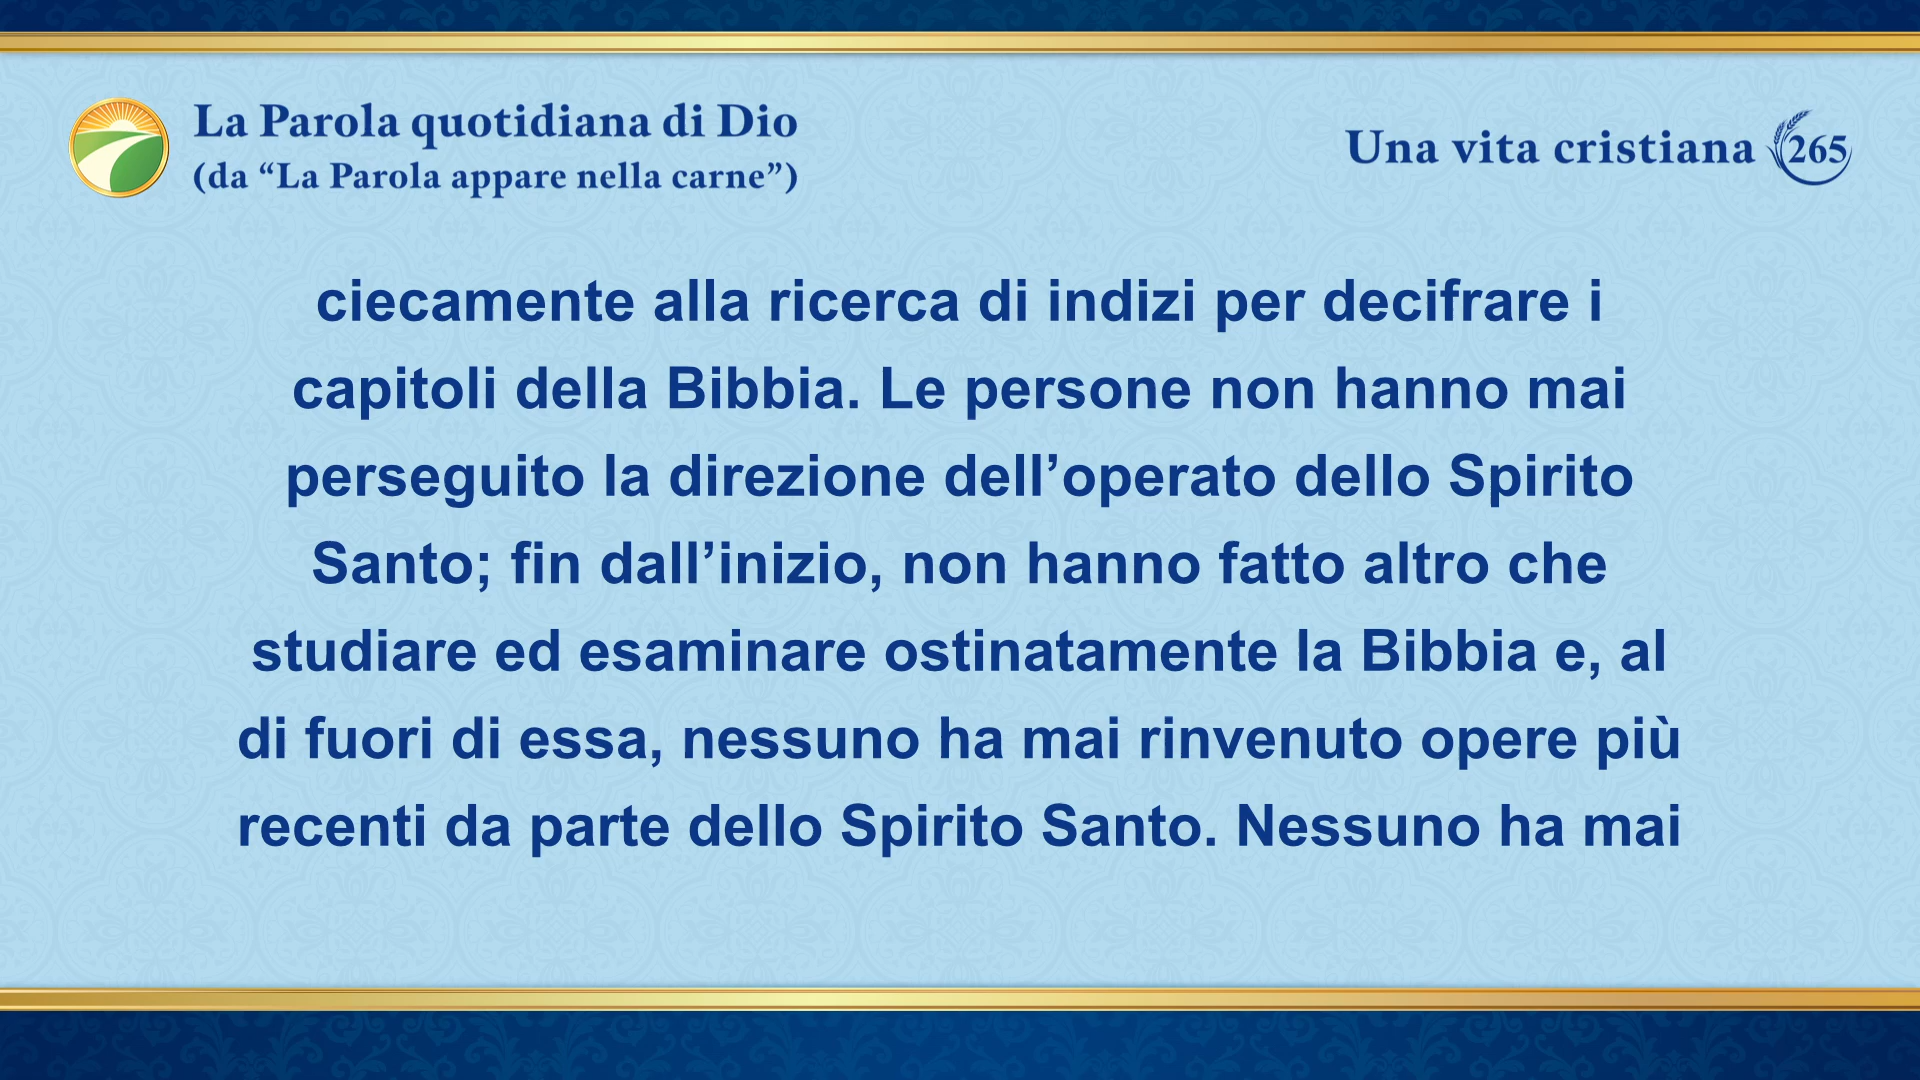 La Parola quotidiana di Dio
(da “La Parola appare nella carne”)
Una vita cristiana 265
ciecamente alla ricerca di indizi per decifrare i
capitoli della Bibbia. Le persone non hanno mai
perseguito la direzione dell’operato dello Spirito
Santo; fin dall’inizio, non hanno fatto altro che
studiare ed esaminare ostinatamente la Bibbia e, al
di fuori di essa, nessuno ha mai rinvenuto opere più
recenti da parte dello Spirito Santo. Nessuno ha mai